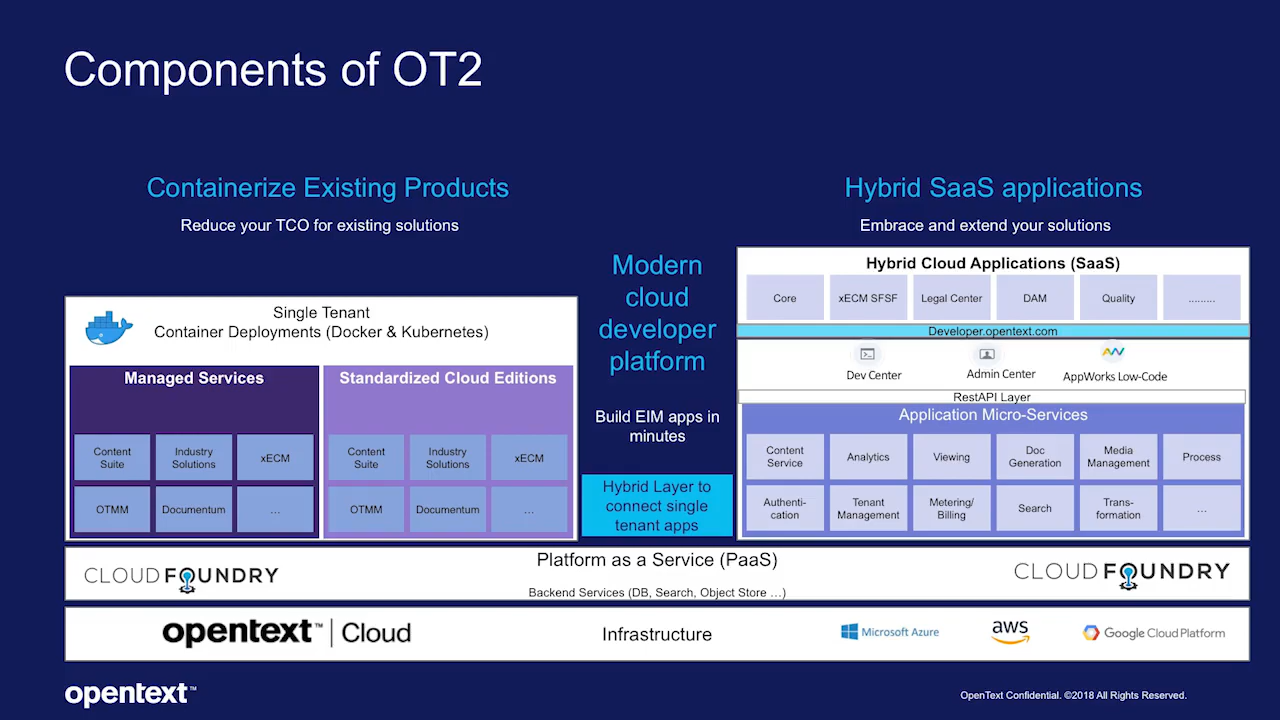 Components of OT2
Containerize Existing Products
Reduce your TCO for existing solutions
Single Tenant
Container Deployments (Docker & Kubernetes)
Managed Services
Content
Suite
Industry
Solutions
xECM
OTMM
Documentum
...
Standardized Cloud Editions
Content
Suite
Industry
Solutions
xECM
OTMM
Documentum
...
Modern
cloud
developer
platform
Build EIM apps in
minutes
Hybrid Layer to
connect single
tenant apps
Hybrid SaaS applications
Embrace and extend your solutions
Hybrid Cloud Applications (SaaS)
Core
xECM SFSF
Legal Center
DAM
Quality
.........
Developer.opentext.com
Dev Center
Admin Center
AppWorks Low-Code
RestAPI Layer
Application Micro-Services
Content
Service
Analytics
Viewing
Doc
Generation
Media
Management
Process
Authenti-
cation
Tenant
Management
Metering/
Billing
Search
Trans-
formation
...
CLOUD FOUNDRY
Platform as a Service (PaaS)
Backend Services (DB, Search, Object Store …)
CLOUD FOUNDRY
opentext™ | Cloud
Infrastructure
Microsoft Azure
aws
Google Cloud Platform
opentext™
OpenText Confidential. ©2018 All Rights Reserved.